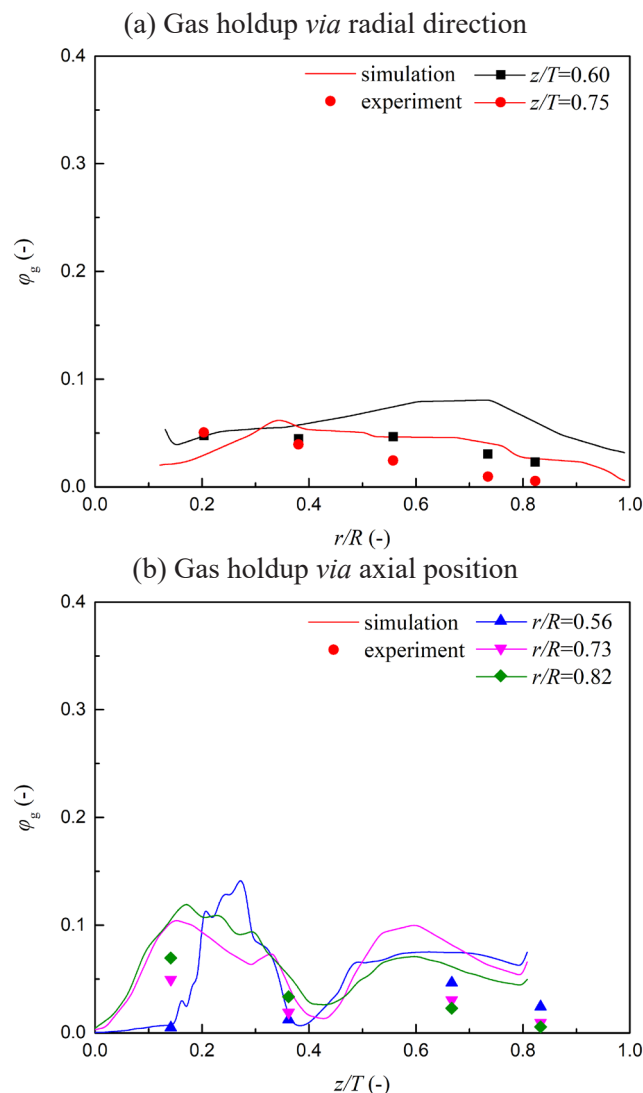 (a) Gas holdup via radial direction
0.4
simulation
z/T=0.60
experiment
z/T=0.75
0.3
φg (-)
0.2
0.1
0.0
0.0 0.2 0.4 0.6 0.8 1.0
r/R (-)
(b) Gas holdup via axial position
0.4
simulation
r/R=0.56
experiment
r/R=0.73
r/R=0.82
0.3
φg (-)
0.2
0.1
0.0
0.0 0.2 0.4 0.6 0.8 1.0
z/T (-)